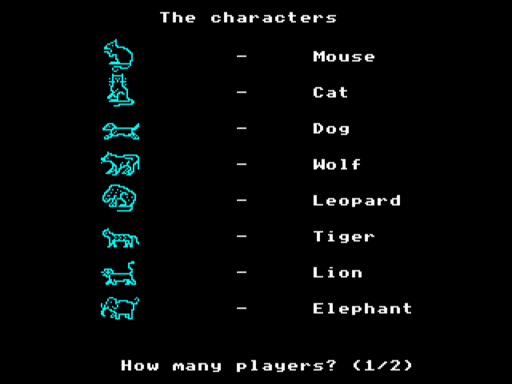 The characters
- Mouse
- Cat
- Dog
- Wolf
- Leopard
- Tiger
- Lion
- Elephant
How many players? (1/2)